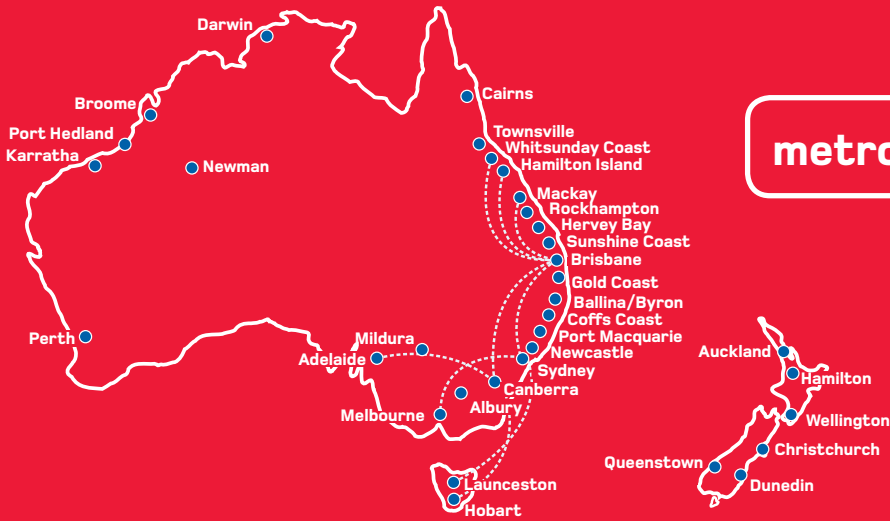 Darwin
Cairns
Broome
Townsville
Port Hedland
Whitsunday Coast
Karratha
Newman
Hamilton Island
metro
Mackay
Rockhampton
Hervey Bay
Sunshine Coast
Brisbane
Gold Coast
Ballina/Byron
Coffs Coast
Perth
Mildura
Port Macquarie
Adelaide
Newcastle
Auckland
Sydney
Canberra
Hamilton
Albury
Melbourne
Wellington
Christchurch
Queenstown
Launceston
Dunedin
Hobart